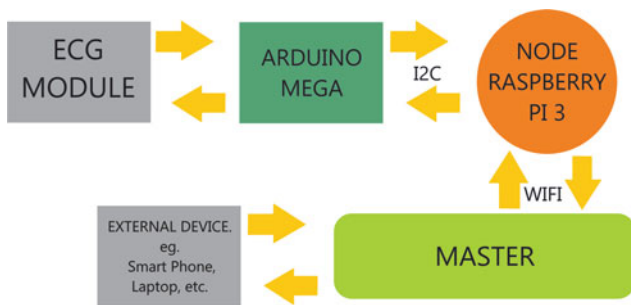 ECG
MODULE
ARDUINO
MEGA
I2C
NODE
RASPBERRY
PI 3
WIFI
EXTERNAL DEVICE.
eg.
Smart Phone,
Laptop, etc.
MASTER